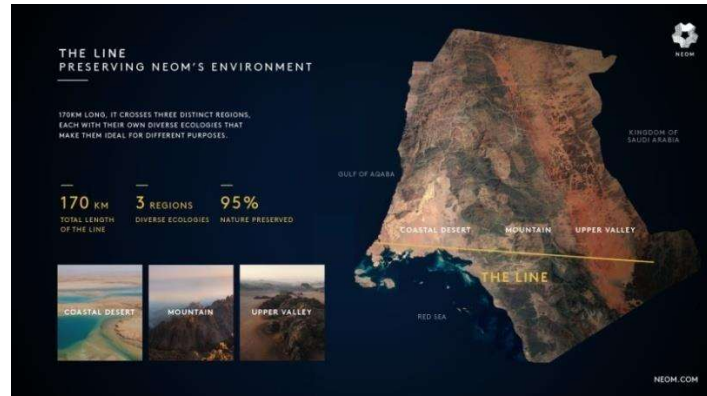 THE LINE
PRESERVING NEOM'S ENVIRONMENT
170KM LONG, IT CROSSES THREE DISTINCT REGIONS,
EACH WITH THEIR OWN DIVERSE ECOLOGIES THAT
MAKE THEM IDEAL FOR DIFFERENT PURPOSES.
170 KM
TOTAL LENGTH
OF THE LINE
3 REGIONS
DIVERSE ECOLOGIES
95%
NATURE PRESERVED
COASTAL DESERT
MOUNTAIN
UPPER VALLEY
NEOM
KINGDOM OF
SAUDI ARABIA
GULF OF AQABA
COASTAL DESERT
MOUNTAIN
UPPER VALLEY
THE LINE
RED SEA
NEOM.COM